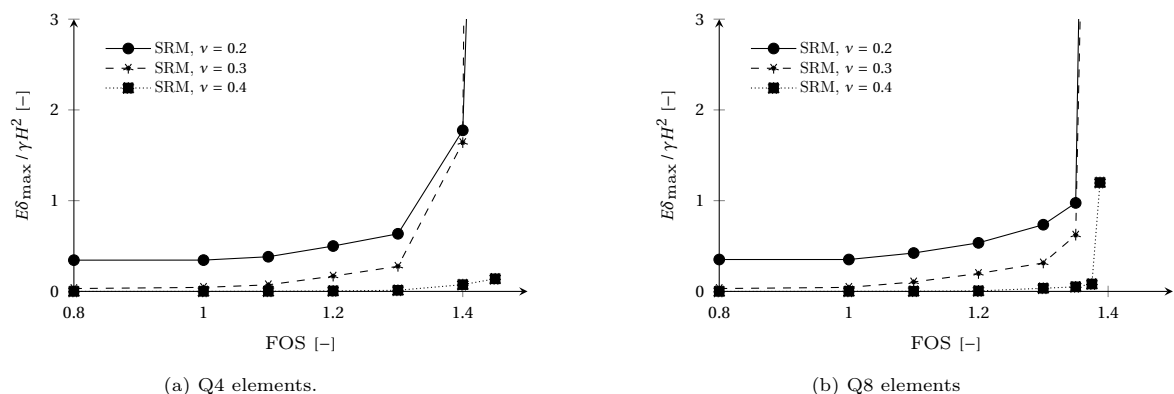 3
2
1
0
0.8
1
1.2
1.4
Eδmax / γH² [–]
FOS [–]
SRM, ν = 0.2
SRM, ν = 0.3
SRM, ν = 0.4
(a) Q4 elements.
3
2
1
0
0.8
1
1.2
1.4
Eδmax / γH² [–]
FOS [–]
SRM, ν = 0.2
SRM, ν = 0.3
SRM, ν = 0.4
(b) Q8 elements